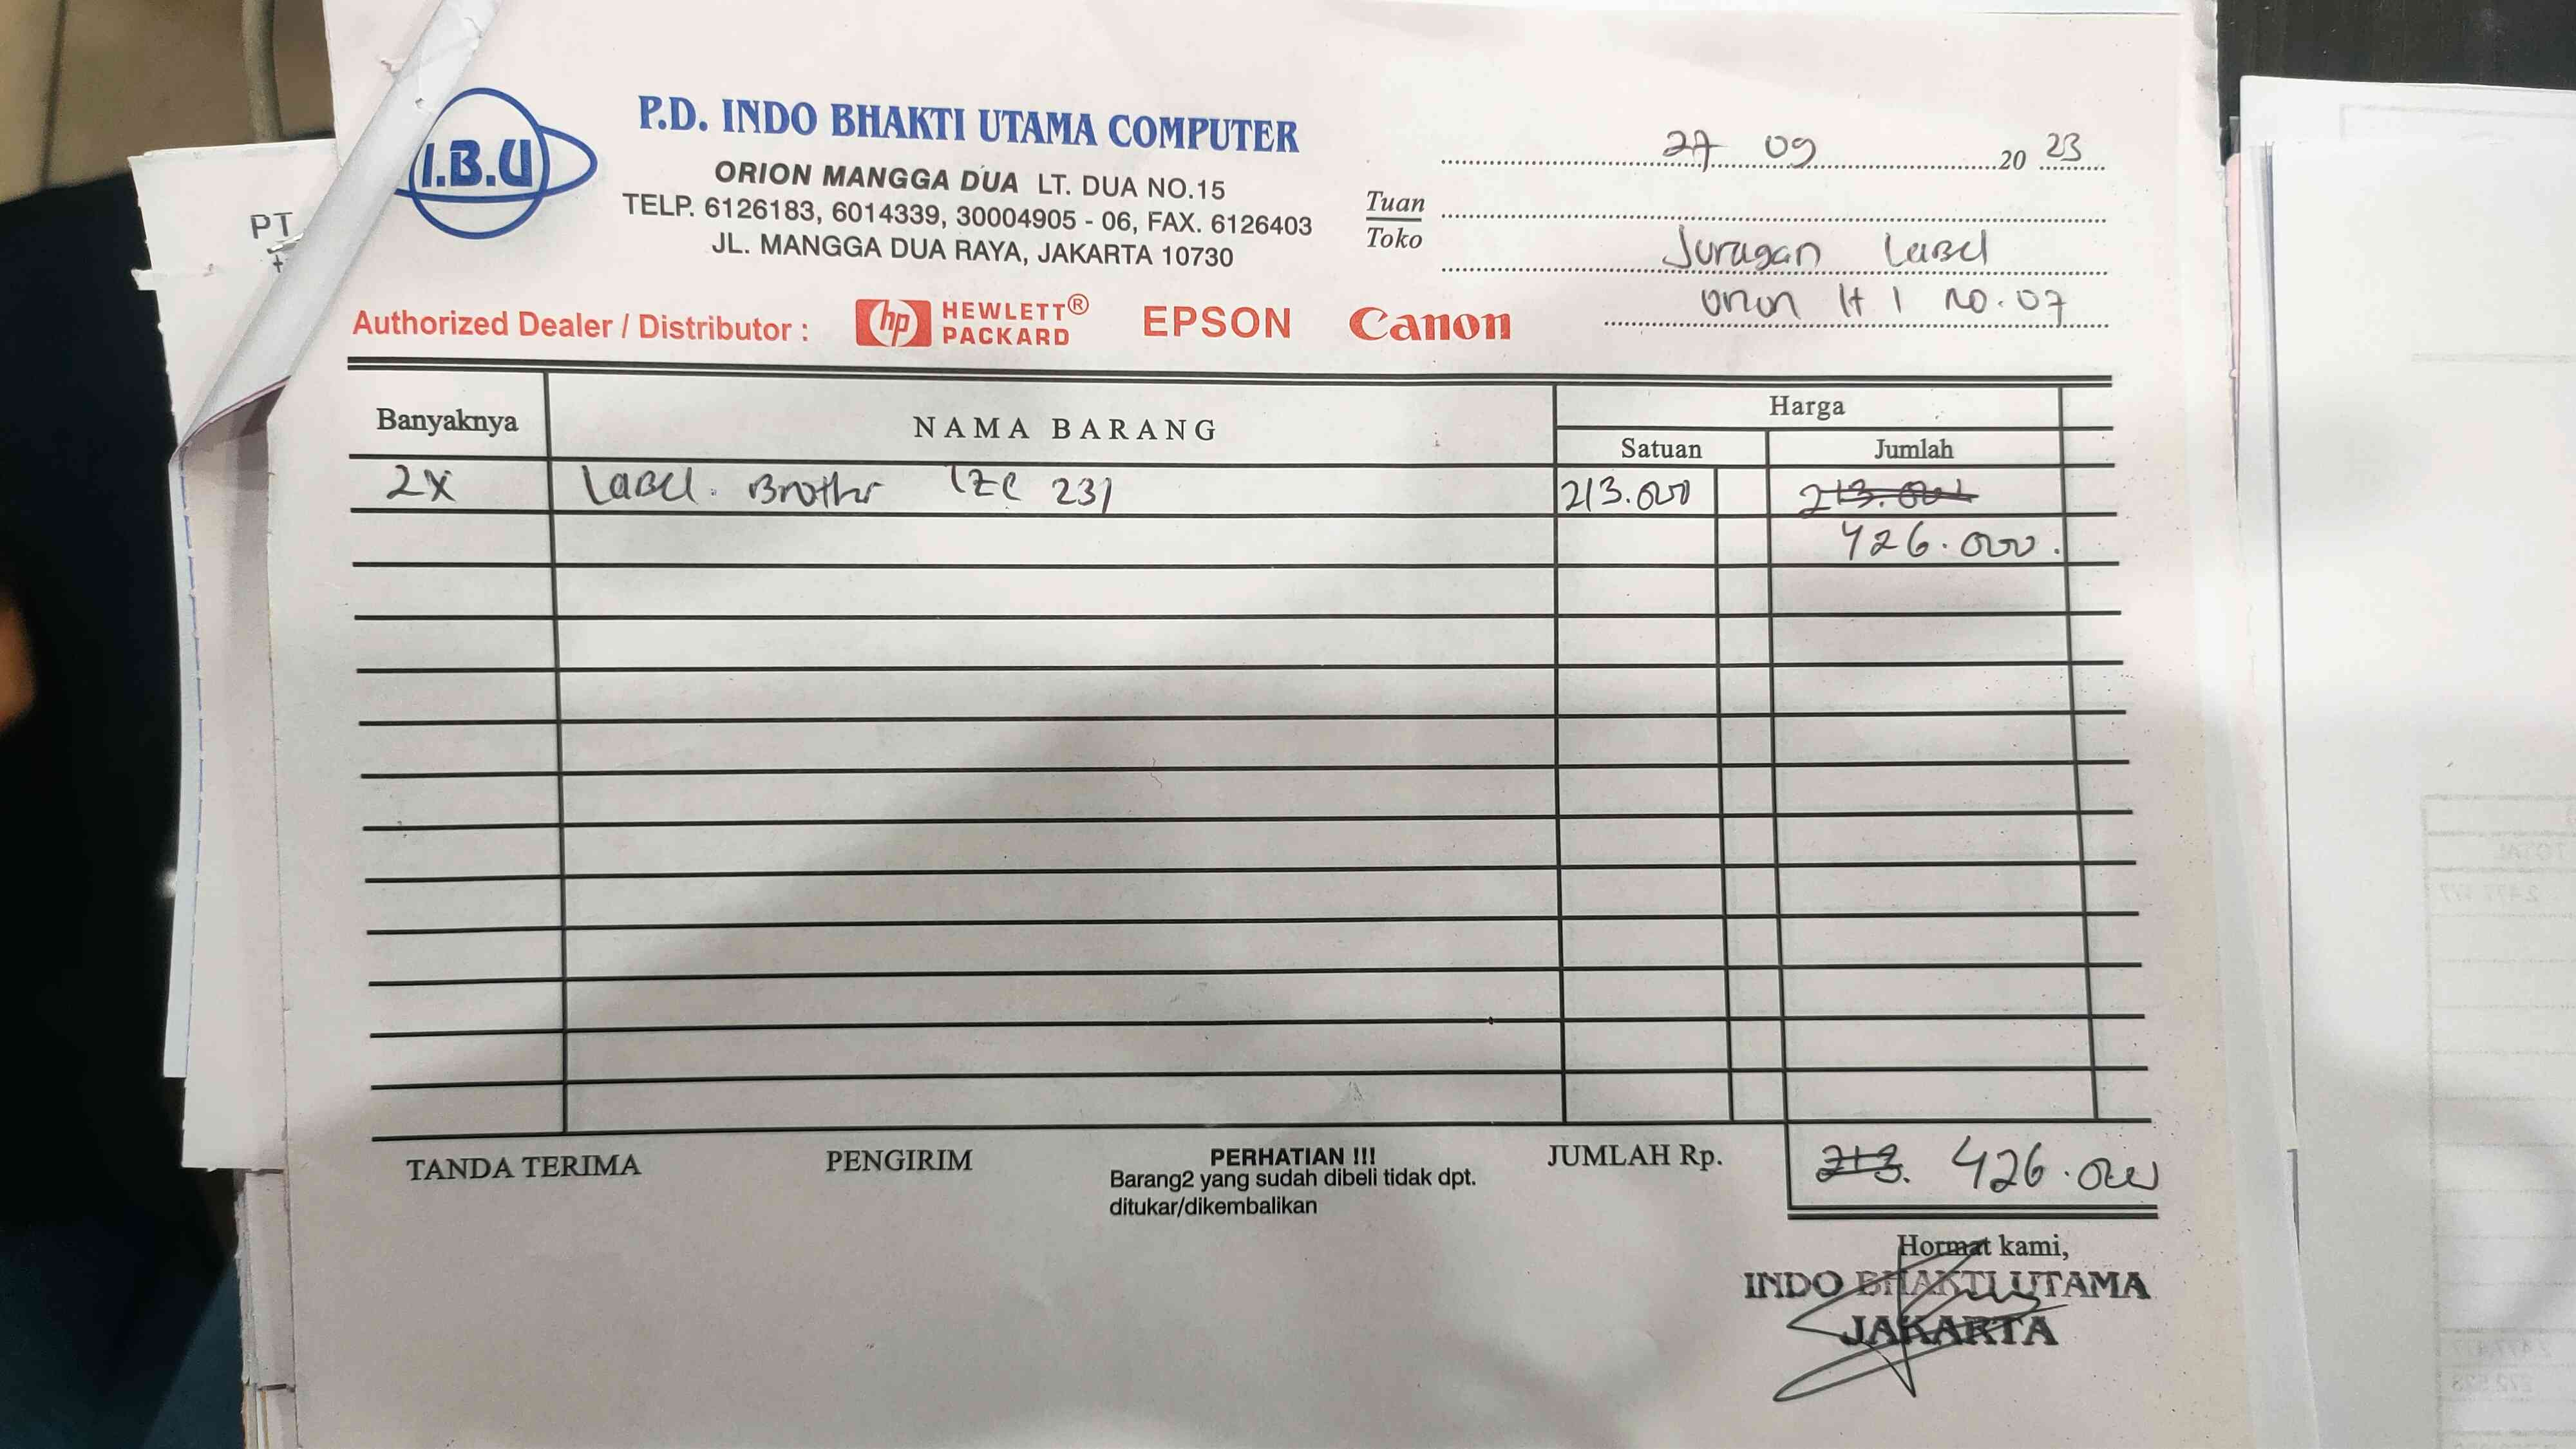 PT
I.B.U
P.D. INDO BHAKTI UTAMA COMPUTER
ORION MANGGA DUA LT. DUA NO.15
TELP. 6126183, 6014339, 30004905 - 06, FAX. 6126403
JL. MANGGA DUA RAYA, JAKARTA 10730
27 09 20 23
Tuan
Toko
Juragan Label
Orion lt 1 no. 07
Authorized Dealer / Distributor : hp HEWLETT® PACKARD EPSON Canon
Banyaknya NAMA BARANG Harga
Satuan Jumlah
2x Label. Brother TZe 231 213.000 213.000
426.000.
TANDA TERIMA PENGIRIM PERHATIAN !!! JUMLAH Rp. 213. 426.000
Barang2 yang sudah dibeli tidak dpt.
ditukar/dikembalikan
Hormat kami,
INDO BHAKTI UTAMA
JAKARTA